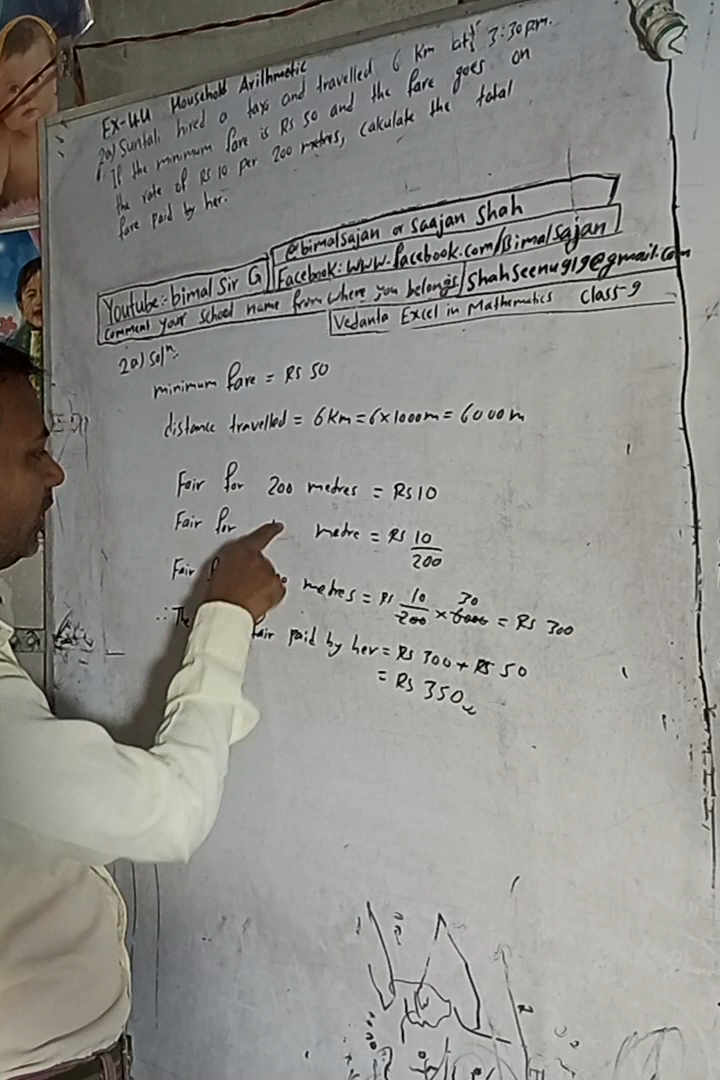 EX-4.4 Household Arithmetic
2a) Suntali hired a taxi and travelled 6 Km at 3:30 p.m.
If the minimum fare is Rs 50 and the fare goes on
the rate of Rs 10 per 200 metres, calculate the total
fare paid by her.
@bimalsajan or Saajan Shah
Youtube:- bimal Sir G
Facebook: www.facebook.com/Bimalsajan
Comment your school name from where you belongs/
Shahseenu919@gmail.com
Vedanta Excel in Mathematics Class-9
2a) Solⁿ:
minimum fare = Rs 50
distance travelled = 6 Km = 6×1000m = 6000m
Fair for 200 metres = Rs 10
Fair for metre = Rs 10/200
Fair metres = Rs 10/200 × 6000 30 = Rs 300
∴ The fair paid by her = Rs 300 + Rs 50
= Rs 350